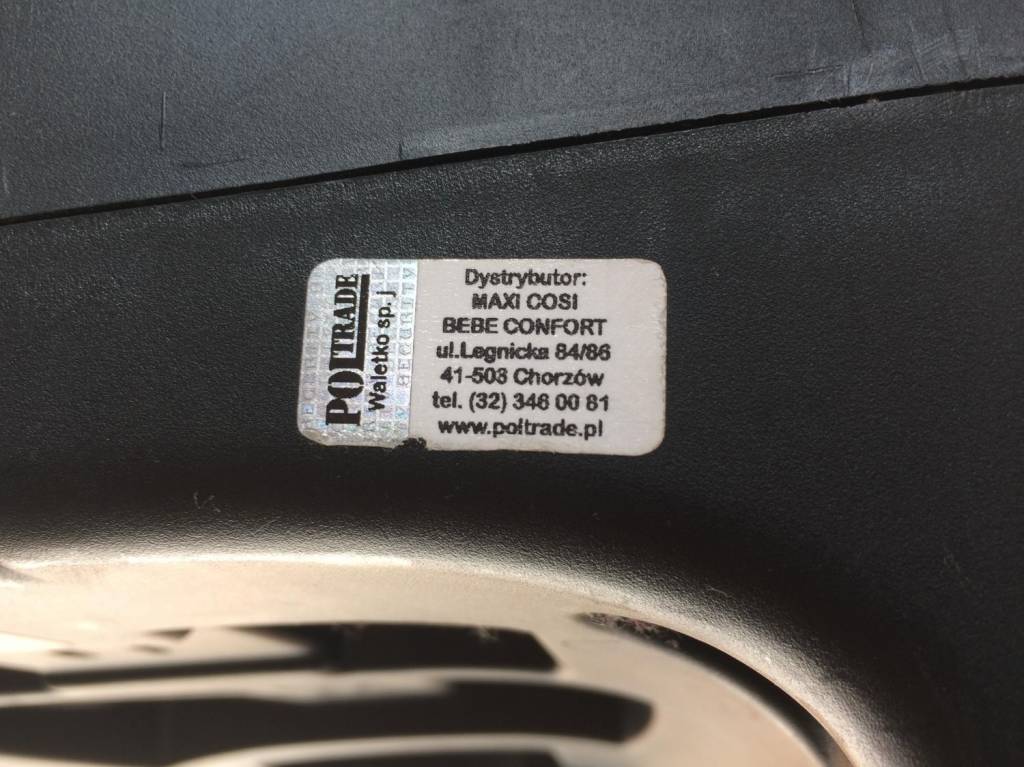 POLTRADE
Waletko sp. j
SECURITY
Dystrybutor:
MAXI COSI
BEBE CONFORT
ul.Legnicka 84/86
41-503 Chorzów
tel. (32) 346 00 81
www.poltrade.pl